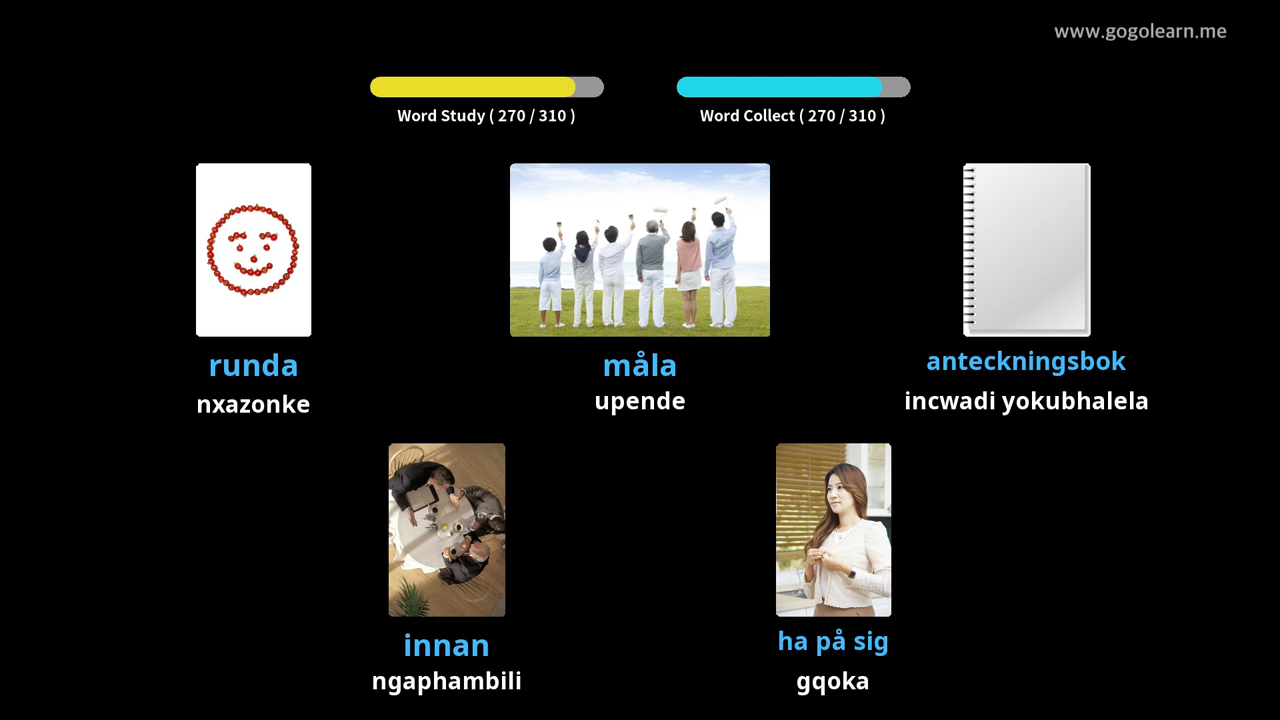 www.gogolearn.me
Word Study ( 270 / 310 )
Word Collect ( 270 / 310 )
runda
nxazonke
måla
upende
anteckningsbok
incwadi yokubhalela
innan
ngaphambili
ha på sig
gqoka